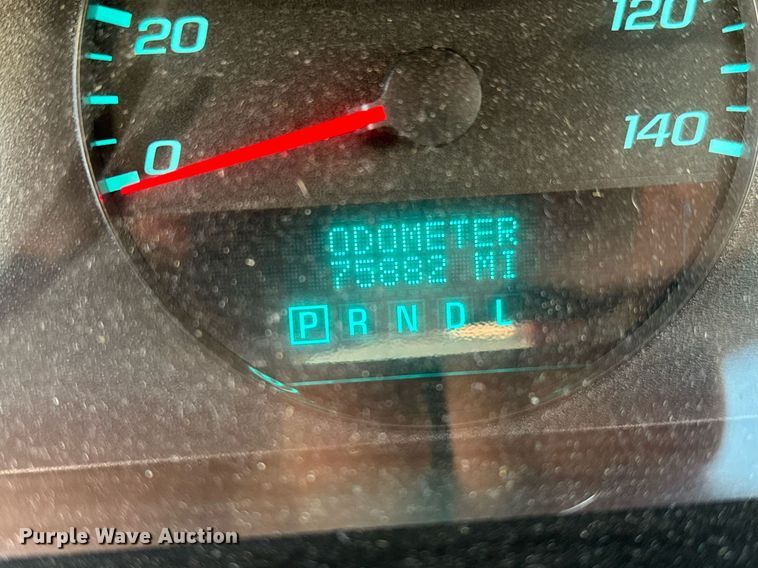 20
120
0
140
ODOMETER
75882 MI
P R N D L
Purple Wave Auction